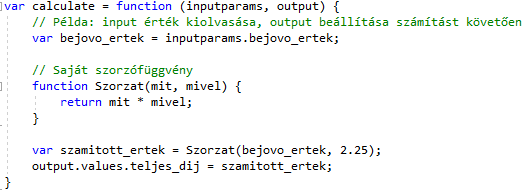 var calculate = function (inputparams, output) {
// Példa: input érték kiolvasása, output beállítása számítást követően
var bejovo_ertek = inputparams.bejovo_ertek;
// Saját szorzófüggvény
function Szorzat(mit, mivel) {
return mit * mivel;
}
var szamitott_ertek = Szorzat(bejovo_ertek, 2.25);
output.values.teljes_dij = szamitott_ertek;
}